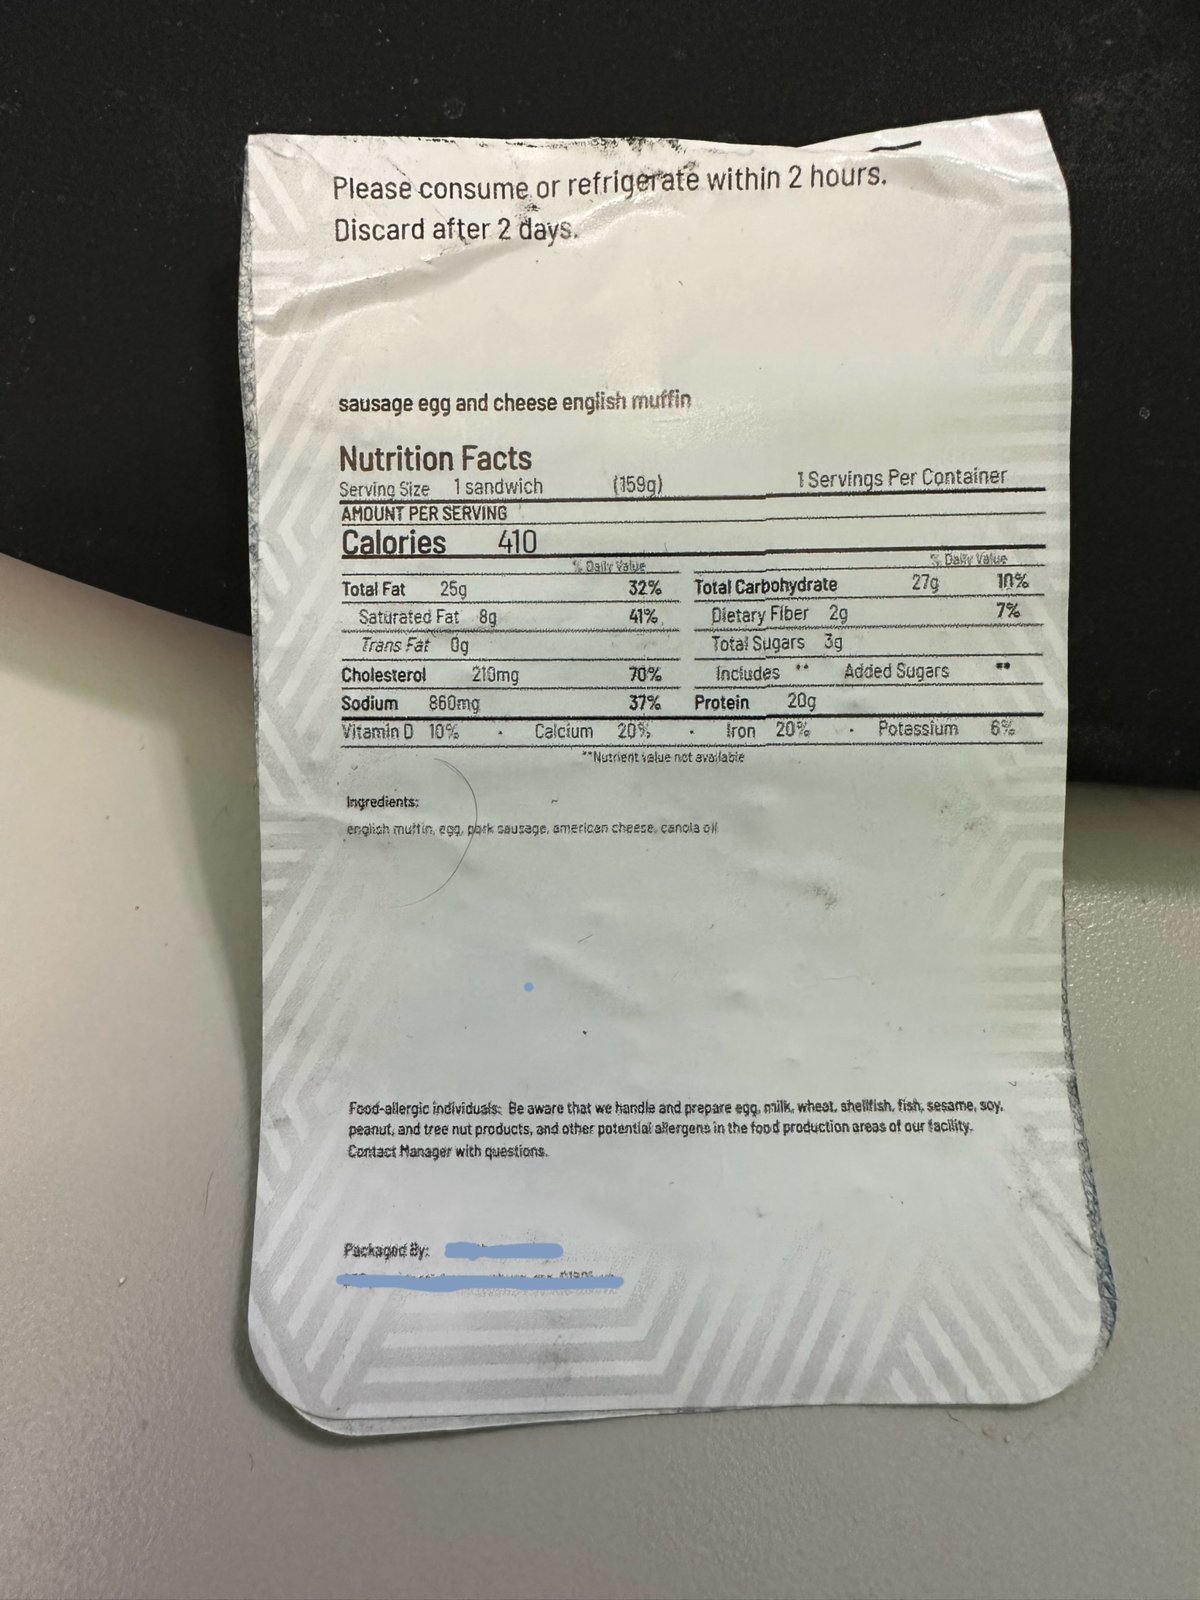 Please consume or refrigerate within 2 hours.
Discard after 2 days.
sausage egg and cheese english muffin
Nutrition Facts
Serving Size 1 sandwich (159g) 1 Servings Per Container
AMOUNT PER SERVING
Calories 410
% Daily Value % Daily Value
Total Fat 25g 32% Total Carbohydrate 27g 10%
Saturated Fat 8g 41% Dietary Fiber 2g 7%
Trans Fat 0g Total Sugars 3g
Cholesterol 210mg 70% Includes ** Added Sugars **
Sodium 860mg 37% Protein 20g
Vitamin D 10% · Calcium 20% · Iron 20% · Potassium 6%
**Nutrient value not available
Ingredients:
english muffin, egg, pork sausage, american cheese, canola oil
Food-allergic individuals: Be aware that we handle and prepare egg, milk, wheat, shellfish, fish, sesame, soy,
peanut, and tree nut products, and other potential allergens in the food production areas of our facility.
Contact Manager with questions.
Packaged By: